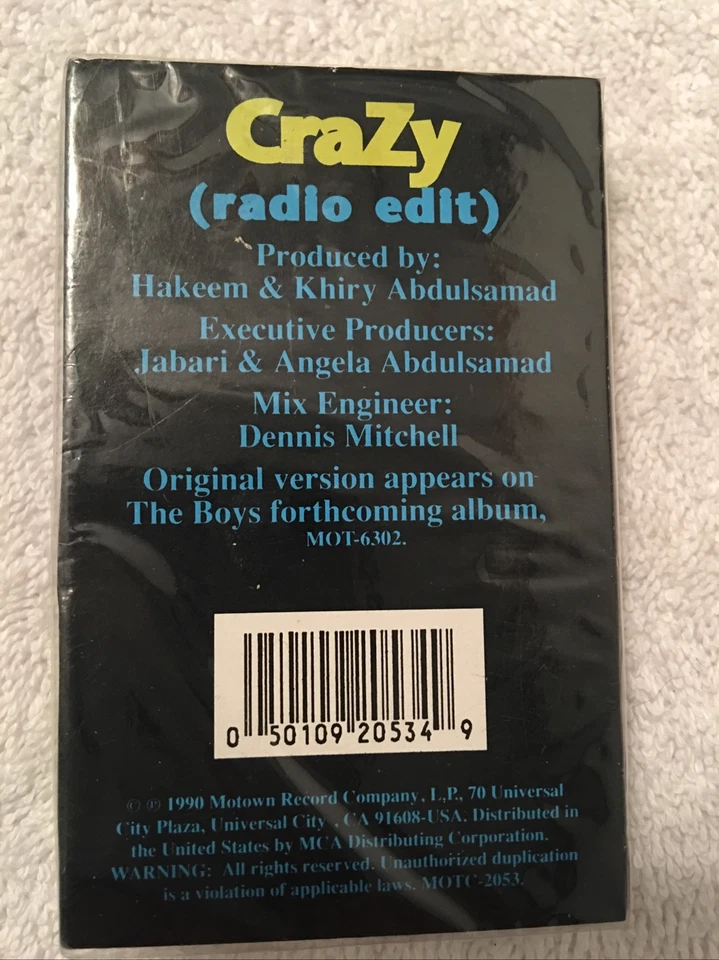 CraZy
(radio edit)
Produced by:
Hakeem & Khiry Abdulsamad
Executive Producers:
Jabari & Angela Abdulsamad
Mix Engineer:
Dennis Mitchell
Original version appears on
The Boys forthcoming album,
MOT-6302.
0 50109 20534 9
© ℗ 1990 Motown Record Company, L.P., 70 Universal
City Plaza, Universal City , CA 91608-USA. Distributed in
the United States by MCA Distributing Corporation.
WARNING: All rights reserved. Unauthorized duplication
is a violation of applicable laws. MOTC-2053.